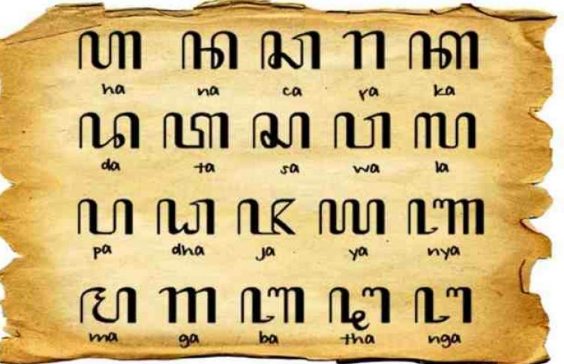 ꦲ ꦤ ꦕ ꦫ ꦏ
ha na ca ra ka
ꦢ ꦠ ꦱ ꦮ ꦭ
da ta sa wa la
ꦥ ꦝ ꦗ ꦪ ꦚ
pa dha ja ya nya
ꦩ ꦒ ꦧ ꦛ ꦔ
ma ga ba tha nga